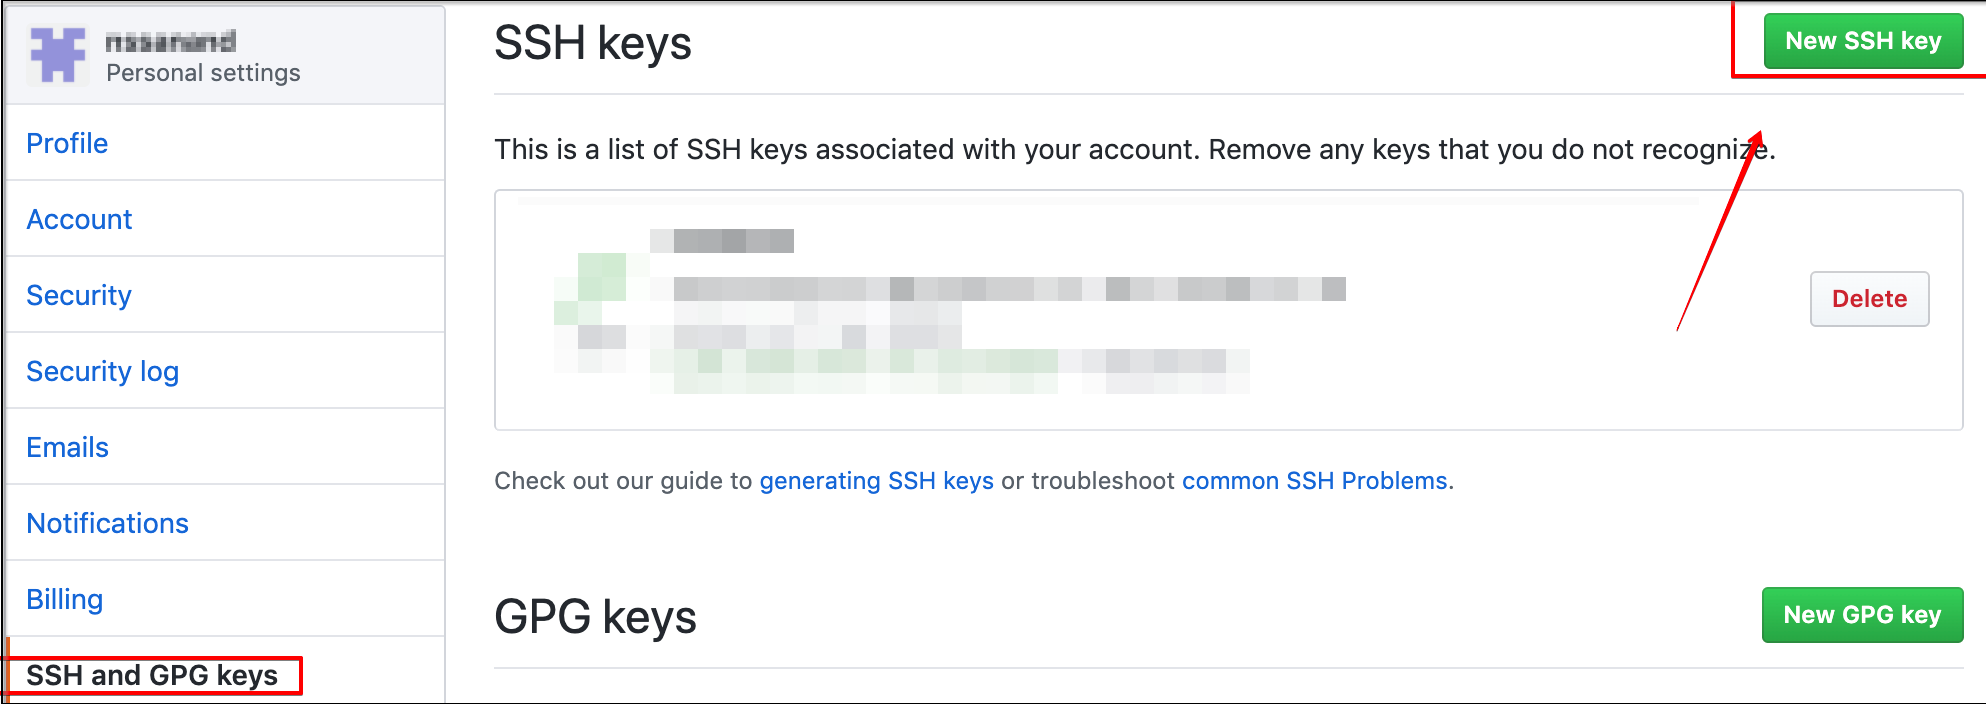 Personal settings
Profile
Account
Security
Security log
Emails
Notifications
Billing
SSH and GPG keys
SSH keys
New SSH key
This is a list of SSH keys associated with your account. Remove any keys that you do not recognize.
Delete
Check out our guide to generating SSH keys or troubleshoot common SSH Problems.
GPG keys
New GPG key